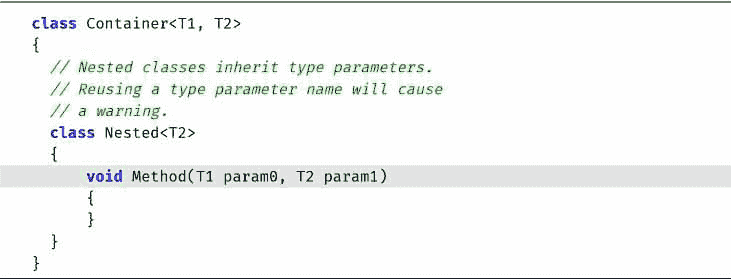 class Container<T1, T2>
{
  // Nested classes inherit type parameters.
  // Reusing a type parameter name will cause
  // a warning.
  class Nested<T2>
  {
      void Method(T1 param0, T2 param1)
      {
      }
  }
}